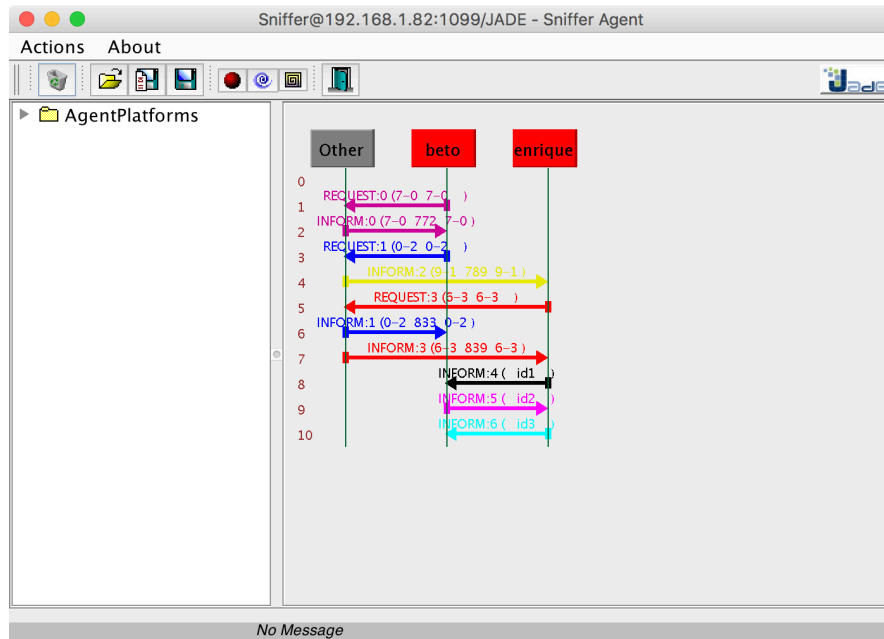 Sniffer@192.168.1.82:1099/JADE - Sniffer Agent
Actions About
Jade
AgentPlatforms
Other beto enrique
0
REQUEST:0 (7-0 7-0 )
1
INFORM:0 (7-0 772 7-0 )
2
REQUEST:1 (0-2 0-2 )
3
INFORM:2 (9-1 789 9-1 )
4
REQUEST:3 (6-3 6-3 )
5
INFORM:1 (0-2 833 0-2 )
6
INFORM:3 (6-3 839 6-3 )
7
INFORM:4 ( id1 )
8
INFORM:5 ( id2 )
9
INFORM:6 ( id3 )
10
No Message